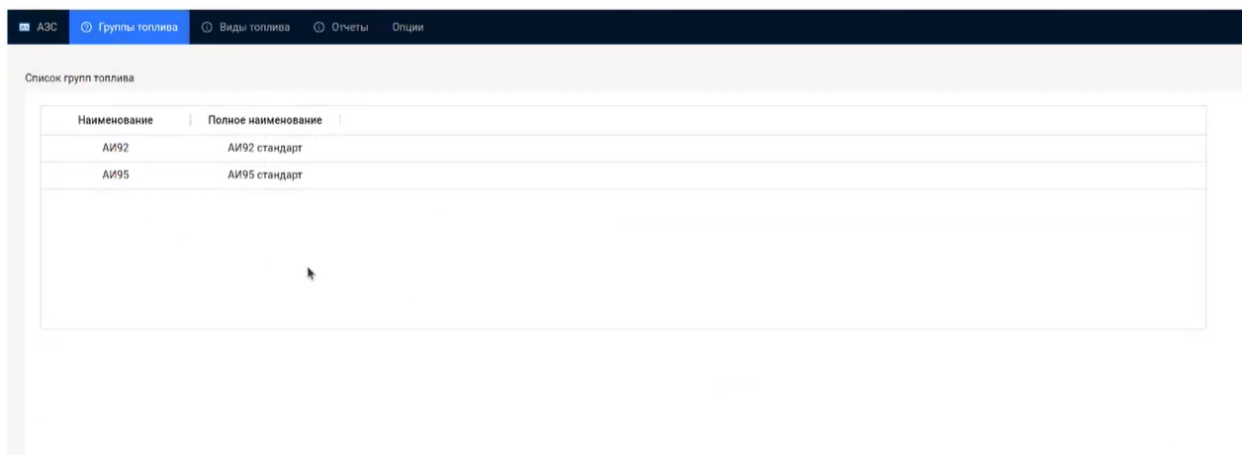 АЗС Группы топлива Виды топлива Отчеты Опции
Список групп топлива
Наименование Полное наименование
АИ92 АИ92 стандарт
АИ95 АИ95 стандарт